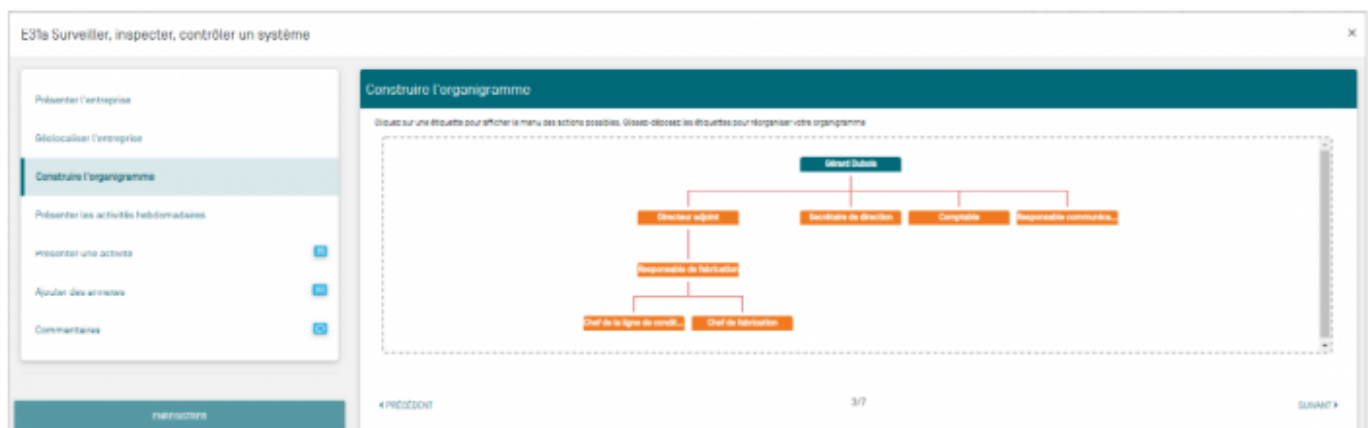 E31a Surveiller, inspecter, contrôler un système
×
Présenter l'entreprise
Géolocaliser l'entreprise
Construire l'organigramme
Présenter les activités hebdomadaires
Présenter une activité
Ajouter des annexes
Commentaires
ENREGISTRER
Construire l'organigramme
Cliquez sur une étiquette pour afficher le menu des actions possibles. Glissez-déposez les étiquettes pour réorganiser votre organigramme
Gérard Dubois
Directeur adjoint
Secrétaire de direction
Comptable
Responsable communica...
Responsable de fabrication
Chef de la ligne de condit...
Chef de fabrication
PRÉCÉDENT
3/7
SUIVANT